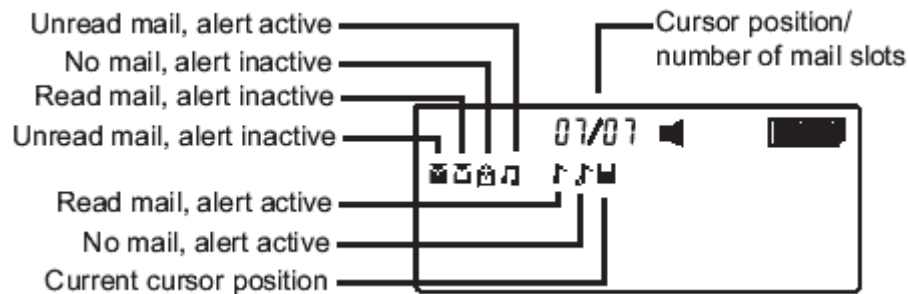 Unread mail, alert active
No mail, alert inactive
Read mail, alert inactive
Unread mail, alert inactive
Cursor position/
number of mail slots
07/07
Read mail, alert active
No mail, alert active
Current cursor position